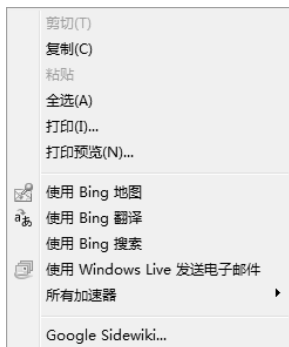 剪切(T)
复制(C)
粘贴
全选(A)
打印(I)...
打印预览(N)...
使用 Bing 地图
使用 Bing 翻译
使用 Bing 搜索
使用 Windows Live 发送电子邮件
所有加速器
Google Sidewiki...